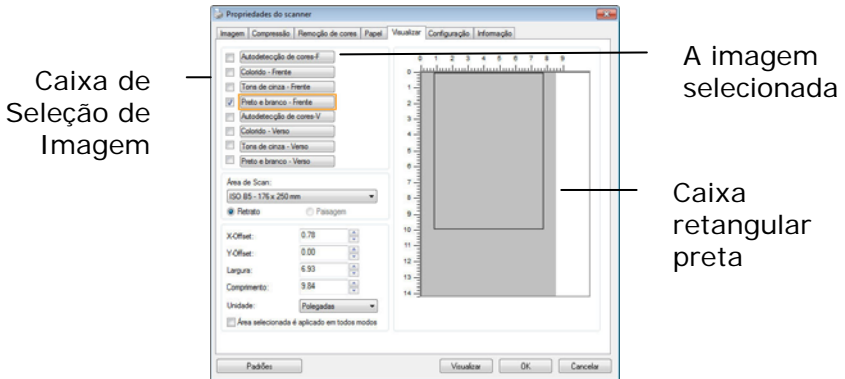 Propriedades do scanner
Imagem Compressão Remoção de cores Papel Visualizar Configuração Informação
Autodetecção de cores-F
Colorido - Frente
Tons de cinza - Frente
Preto e branco - Frente
Autodetecção de cores-V
Colorido - Verso
Tons de cinza - Verso
Preto e branco - Verso
Área de Scan:
ISO B5 - 176 x 250 mm
Retrato Paisagem
X-Offset: 0.78
Y-Offset: 0.00
Largura: 6.93
Comprimento: 9.84
Unidade: Polegadas
Área selecionada é aplicado em todos modos
0 1 2 3 4 5 6 7 8 9
0
1
2
3
4
5
6
7
8
9
10
11
12
13
14
Padrões Visualizar OK Cancelar
Caixa de
Seleção de
Imagem
A imagem
selecionada
Caixa
retangular
preta